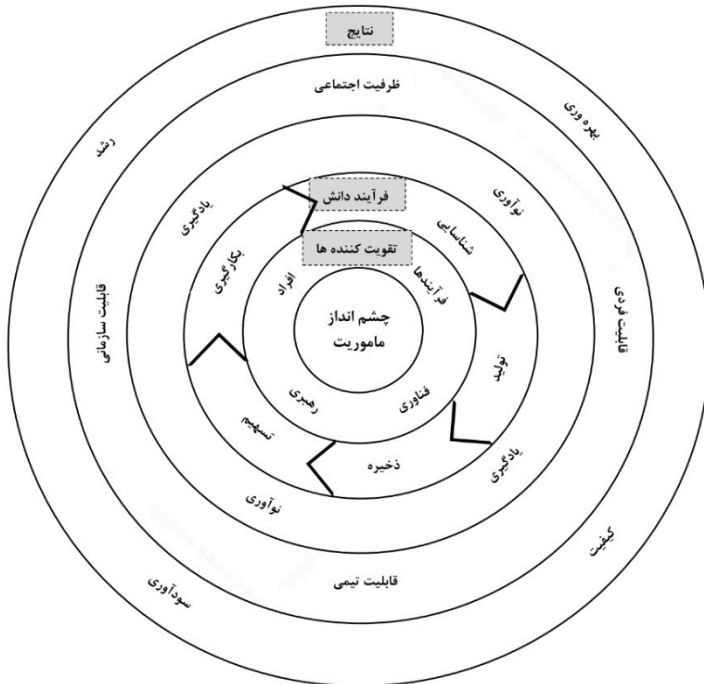 نتایج
بهره وری
کیفیت
سودآوری
رشد
ظرفیت اجتماعی
قابلیت فردی
قابلیت تیمی
قابلیت سازمانی
نوآوری
یادگیری
نوآوری
یادگیری
فرآیند دانش
شناسایی
تولید
ذخیره
تسهیم
بکارگیری
تقویت کننده ها
فرآیندها
فناوری
رهبری
افراد
چشم انداز
ماموریت